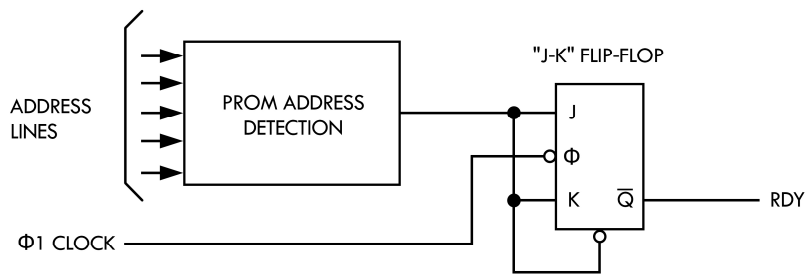 "J-K" FLIP-FLOP
ADDRESS
LINES
PROM ADDRESS
DETECTION
J
Φ
K
Q̅
RDY
Φ1 CLOCK